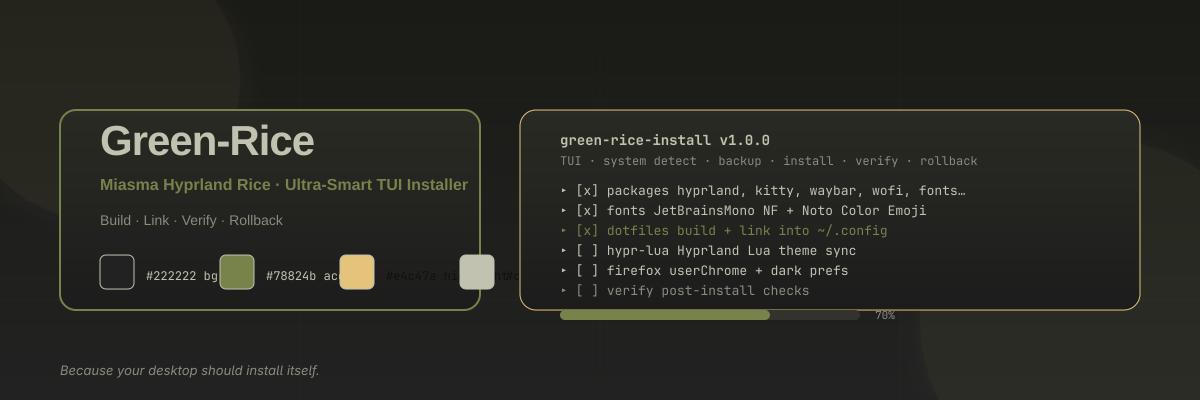 Green-Rice
Miasma Hyprland Rice · Ultra-Smart TUI Installer
Build · Link · Verify · Rollback
#222222 bg
#78824b ac
#e4c47a hi
green-rice-install v1.0.0
TUI · system detect · backup · install · verify · rollback
‣ [x] packages hyprland, kitty, waybar, wofi, fonts…
‣ [x] fonts JetBrainsMono NF + Noto Color Emoji
‣ [x] dotfiles build + link into ~/.config
‣ [ ] hypr-lua Hyprland Lua theme sync
‣ [ ] firefox userChrome + dark prefs
‣ [ ] verify post-install checks
70%
Because your desktop should install itself.